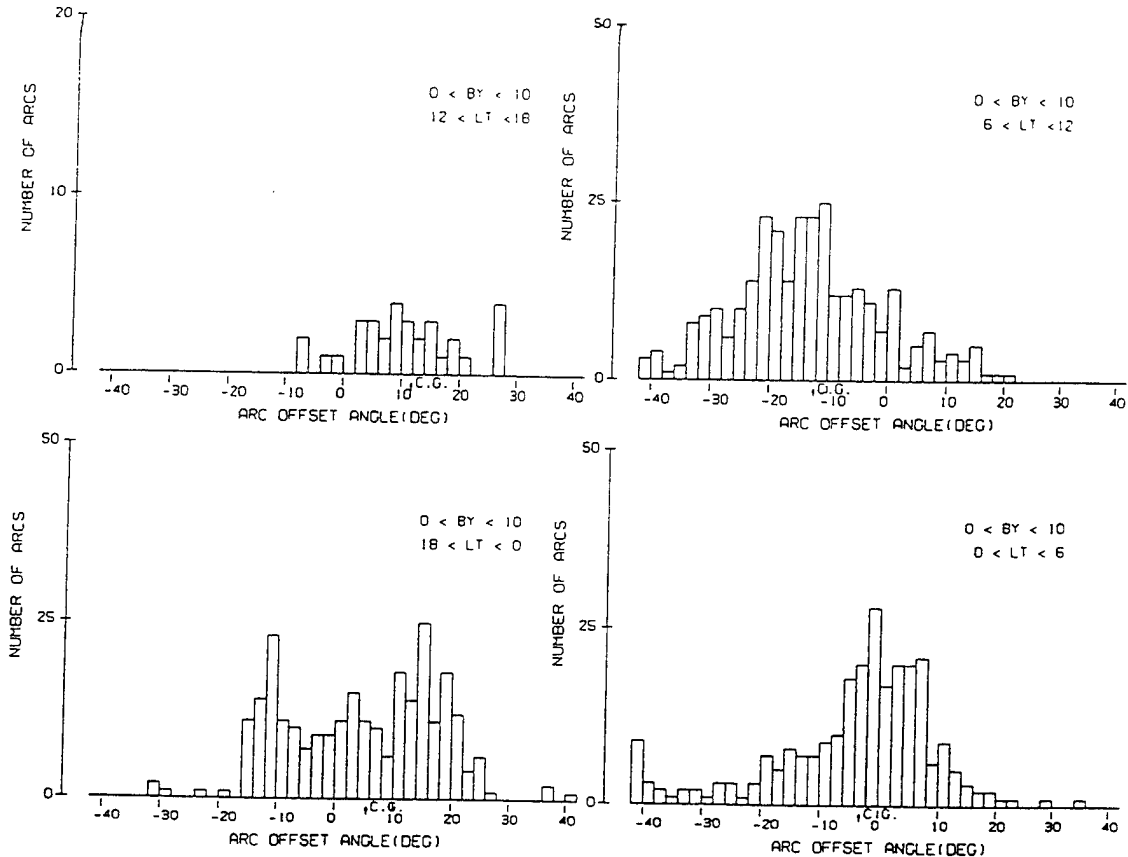 20
NUMBER OF ARCS
0 < BY < 10
12 < LT <18
10
0
-40 -30 -20 -10 0 10 20 30 40
C.G.
ARC OFFSET ANGLE(DEG)
50
NUMBER OF ARCS
0 < BY < 10
6 < LT <12
25
0
-40 -30 -20 -10 0 10 20 30 40
C.G.
ARC OFFSET ANGLE(DEG)
50
NUMBER OF ARCS
0 < BY < 10
18 < LT < 0
25
0
-40 -30 -20 -10 0 10 20 30 40
C.G.
ARC OFFSET ANGLE(DEG)
50
NUMBER OF ARCS
0 < BY < 10
0 < LT < 6
25
0
-40 -30 -20 -10 0 10 20 30 40
C.G.
ARC OFFSET ANGLE(DEG)